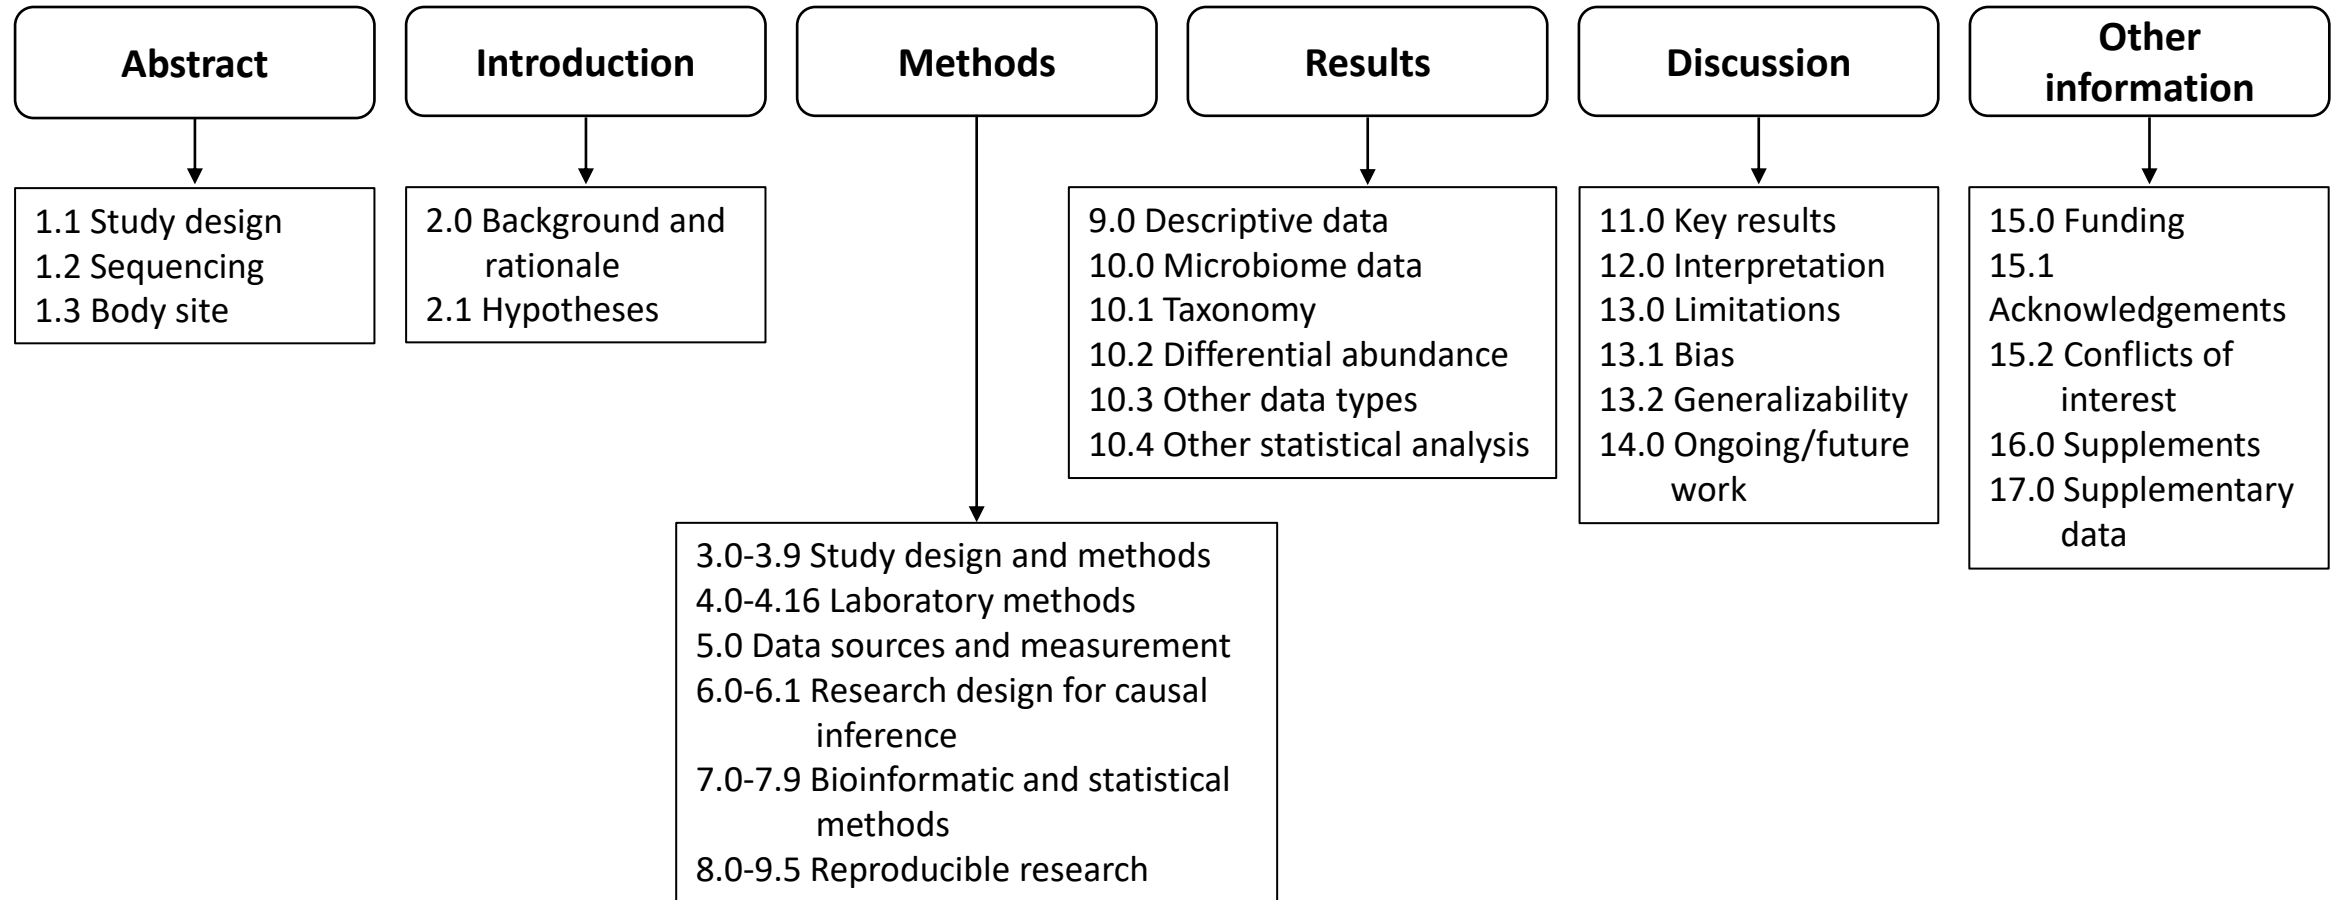 Abstract
Introduction
Methods
Results
Discussion
Other
information
1.1 Study design
1.2 Sequencing
1.3 Body site
2.0 Background and
rationale
2.1 Hypotheses
3.0-3.9 Study design and methods
4.0-4.16 Laboratory methods
5.0 Data sources and measurement
6.0-6.1 Research design for causal
inference
7.0-7.9 Bioinformatic and statistical
methods
8.0-9.5 Reproducible research
9.0 Descriptive data
10.0 Microbiome data
10.1 Taxonomy
10.2 Differential abundance
10.3 Other data types
10.4 Other statistical analysis
11.0 Key results
12.0 Interpretation
13.0 Limitations
13.1 Bias
13.2 Generalizability
14.0 Ongoing/future
work
15.0 Funding
15.1
Acknowledgements
15.2 Conflicts of
interest
16.0 Supplements
17.0 Supplementary
data